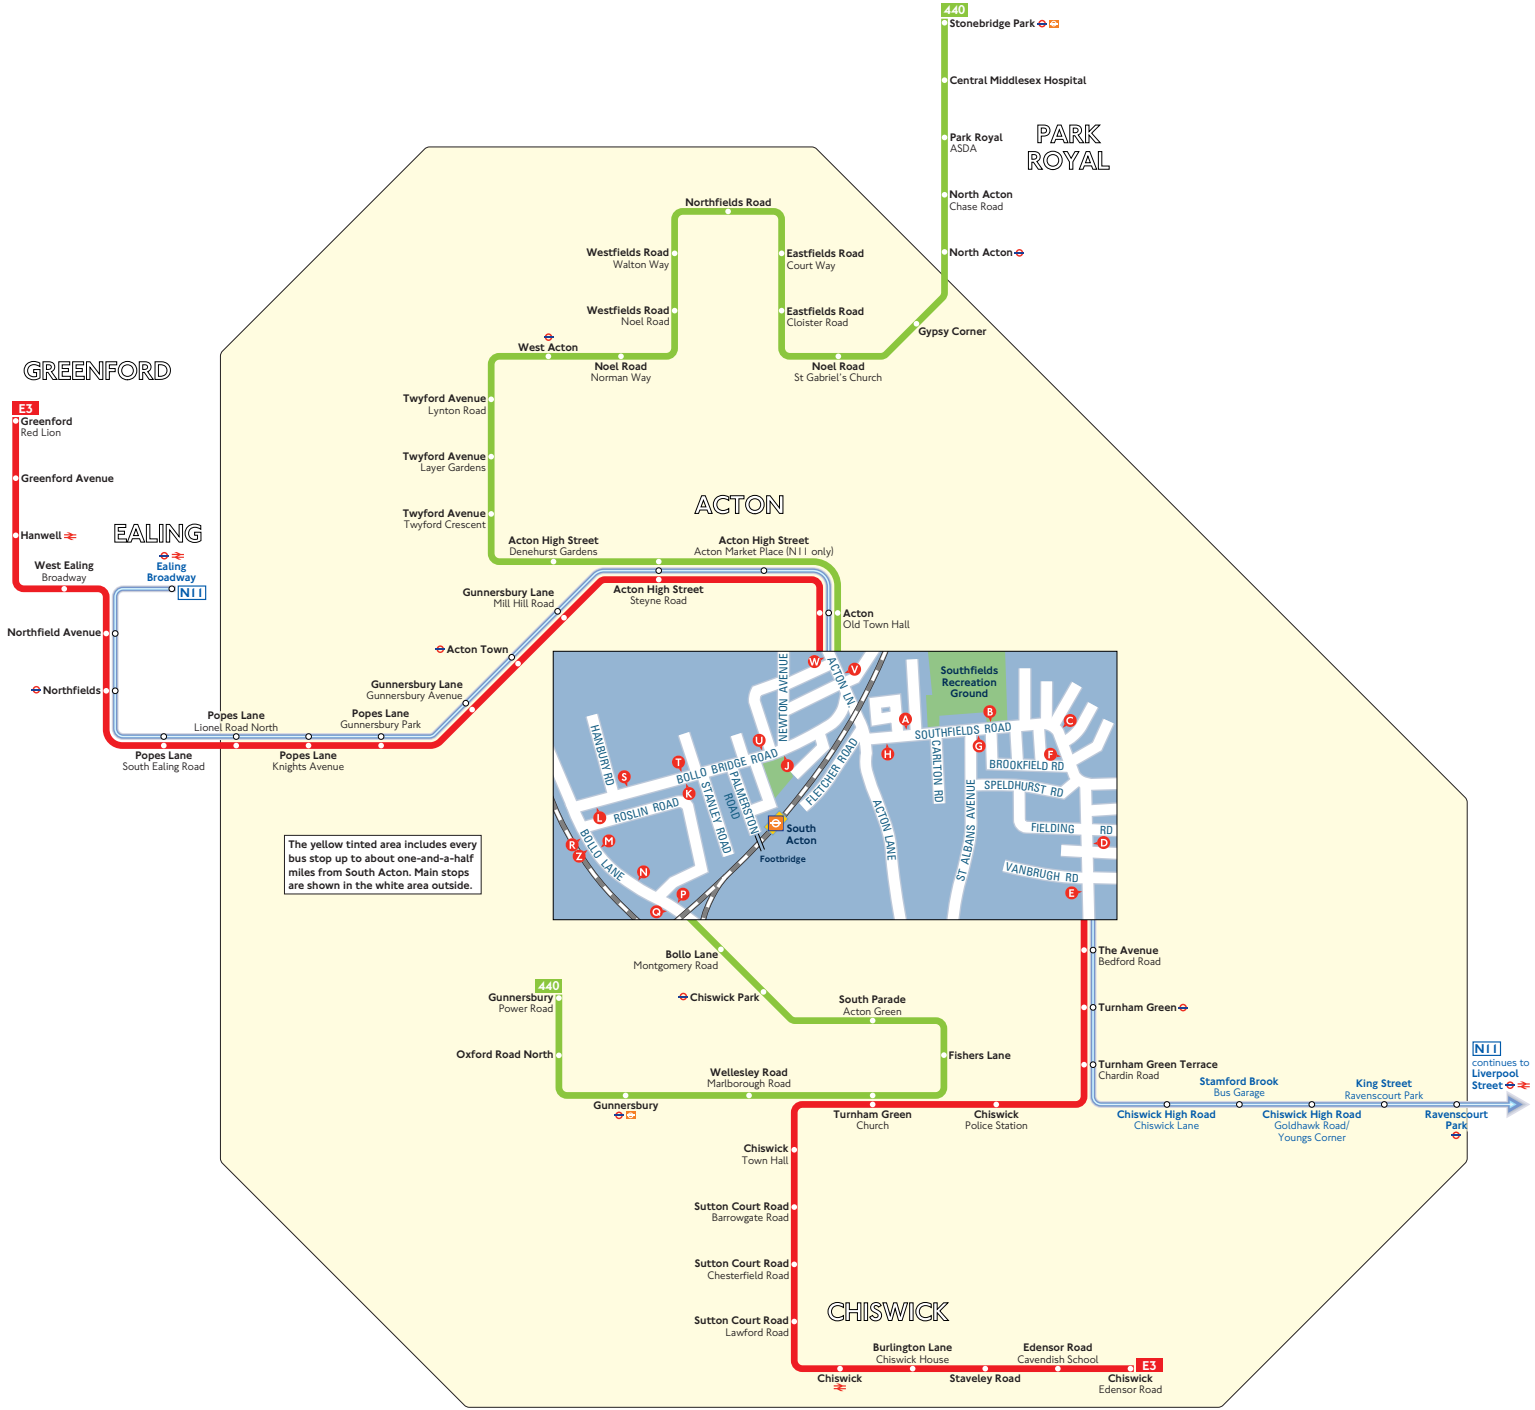 440
Stonebridge Park
Central Middlesex Hospital
Park Royal
ASDA
PARK
ROYAL
North Acton
Chase Road
North Acton
Gypsy Corner
Northfields Road
Westfields Road
Walton Way
Eastfields Road
Court Way
Westfields Road
Noel Road
Eastfields Road
Cloister Road
West Acton
Noel Road
Norman Way
Noel Road
St Gabriel's Church
Twyford Avenue
Lynton Road
Twyford Avenue
Layer Gardens
Twyford Avenue
Twyford Crescent
GREENFORD
E3
Greenford
Red Lion
Greenford Avenue
Hanwell
EALING
West Ealing
Broadway
Ealing
Broadway
N11
Northfield Avenue
Northfields
ACTON
Acton High Street
Denehurst Gardens
Acton High Street
Acton Market Place (N11 only)
Gunnersbury Lane
Mill Hill Road
Acton High Street
Steyne Road
Acton
Old Town Hall
Acton Town
Gunnersbury Lane
Gunnersbury Avenue
Popes Lane
Lionel Road North
Popes Lane
Gunnersbury Park
Popes Lane
South Ealing Road
Popes Lane
Knights Avenue
The yellow tinted area includes every
bus stop up to about one-and-a-half
miles from South Acton. Main stops
are shown in the white area outside.
W
V
NEWTON AVENUE
ACTON LN.
Southfields
Recreation
Ground
A
B
C
SOUTHFIELDS ROAD
HANBURY RD
U
T
S
BOLLO BRIDGE ROAD
J
K
H
G
F
BROOKFIELD RD
CARLTON RD
SPELDHURST RD
FLETCHER ROAD
PALMERSTON
ROAD
STANLEY ROAD
ROSLIN ROAD
L
R
M
Z
BOLLO LANE
N
P
Q
South
Acton
Footbridge
ACTON LANE
ST ALBANS AVENUE
FIELDING RD
D
VANBRUGH RD
E
Bollo Lane
Montgomery Road
Chiswick Park
South Parade
Acton Green
Fishers Lane
440
Gunnersbury
Power Road
Oxford Road North
Gunnersbury
Wellesley Road
Marlborough Road
Turnham Green
Church
Chiswick
Police Station
The Avenue
Bedford Road
Turnham Green
Turnham Green Terrace
Chardin Road
Chiswick High Road
Chiswick Lane
Stamford Brook
Bus Garage
Chiswick High Road
Goldhawk Road/
Youngs Corner
King Street
Ravenscourt Park
Ravenscourt
Park
N11
continues to
Liverpool
Street
Chiswick
Town Hall
Sutton Court Road
Barrowgate Road
Sutton Court Road
Chesterfield Road
Sutton Court Road
Lawford Road
CHISWICK
Chiswick
Burlington Lane
Chiswick House
Staveley Road
Edensor Road
Cavendish School
E3
Chiswick
Edensor Road